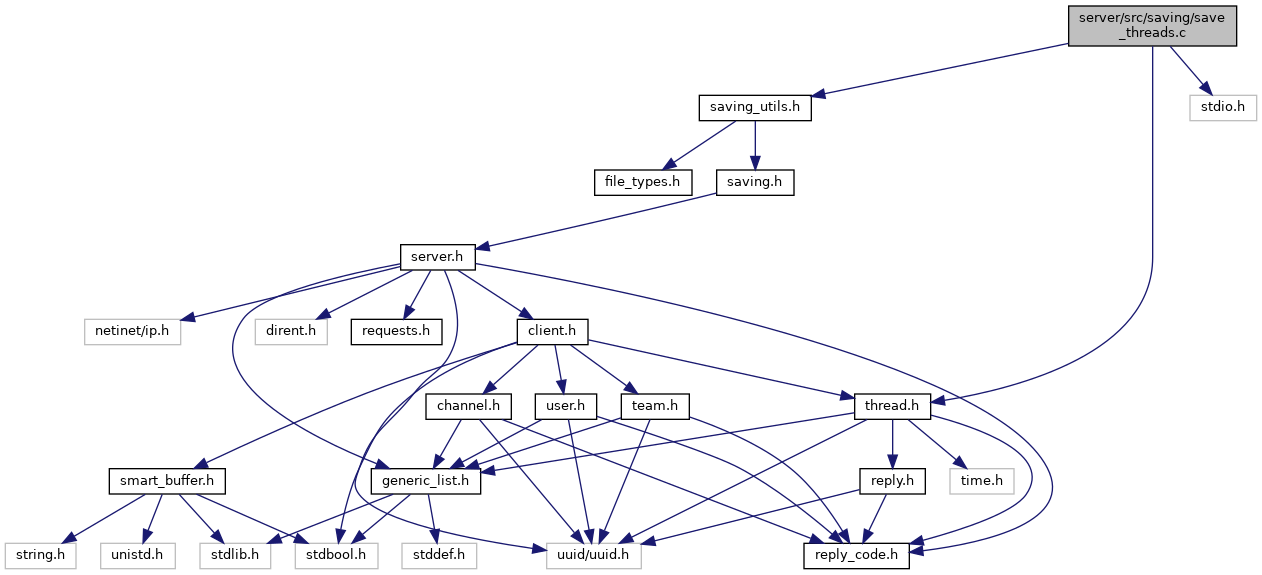 server/src/saving/save
_threads.c
saving_utils.h
stdio.h
file_types.h
saving.h
server.h
netinet/ip.h
dirent.h
requests.h
client.h
channel.h
user.h
team.h
thread.h
smart_buffer.h
generic_list.h
reply.h
time.h
string.h
unistd.h
stdlib.h
stdbool.h
stddef.h
uuid/uuid.h
reply_code.h